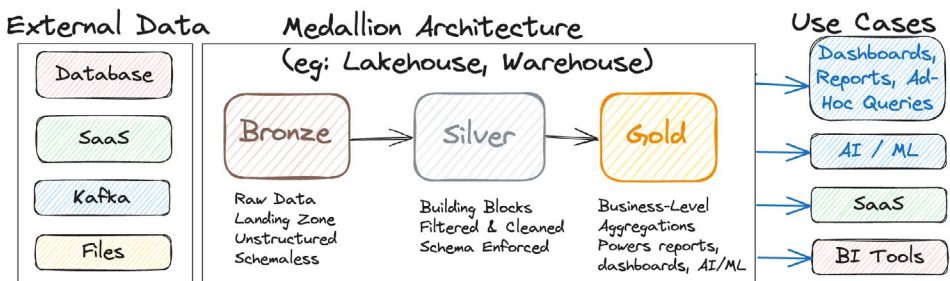 External Data
Database
SaaS
Kafka
Files
Medallion Architecture
(eg: Lakehouse, Warehouse)
Bronze
Raw Data
Landing Zone
Unstructured
Schemaless
Silver
Building Blocks
Filtered & Cleaned
Schema Enforced
Gold
Business-Level
Aggregations
Powers reports,
dashboards, AI/ML
Use Cases
Dashboards,
Reports, Ad-
Hoc Queries
AI / ML
SaaS
BI Tools